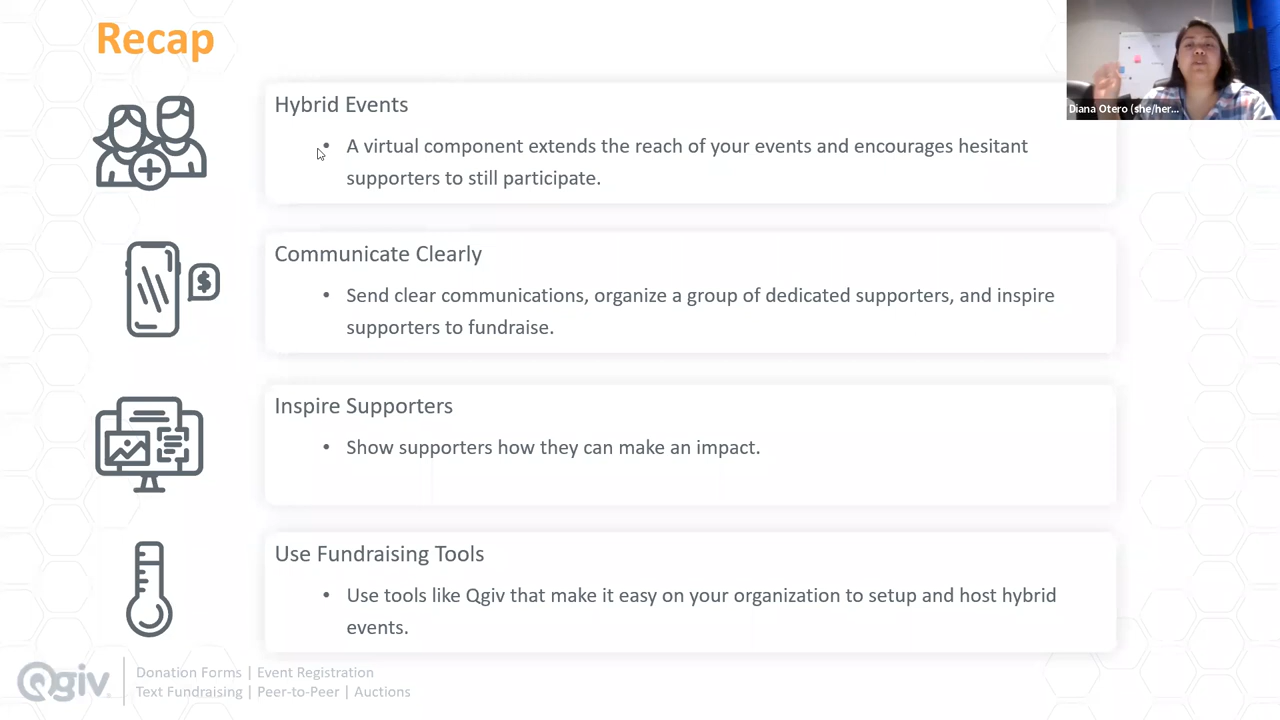 Recap
Hybrid Events
• A virtual component extends the reach of your events and encourages hesitant
supporters to still participate.
Diana Otero (she/her...
Communicate Clearly
• Send clear communications, organize a group of dedicated supporters, and inspire
supporters to fundraise.
$
Inspire Supporters
• Show supporters how they can make an impact.
Use Fundraising Tools
• Use tools like Qgiv that make it easy on your organization to setup and host hybrid
events.
Qgiv
Donation Forms | Event Registration
Text Fundraising | Peer-to-Peer | Auctions